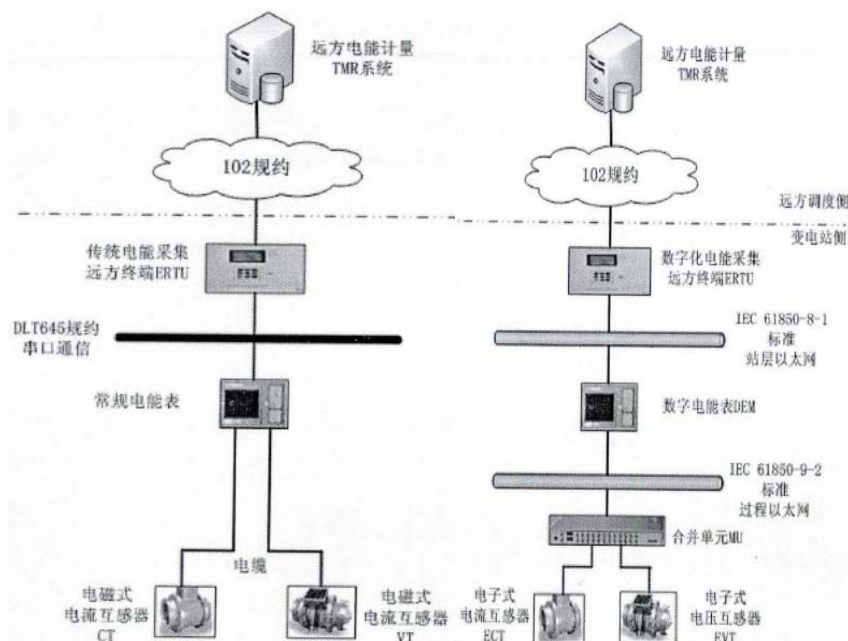 远方电能计量
TMR系统
102规约
传统电能采集
远方终端ERTU
DLT645规约
串口通信
常规电能表
电缆
电磁式
电流互感器
CT
电磁式
电流互感器
VT
远方电能计量
TMR系统
102规约
远方调度侧
变电站侧
数字化电能采集
远方终端ERTU
IEC 61850-8-1
标准
站层以太网
数字电能表DEM
IEC 61850-9-2
标准
过程以太网
合并单元MU
电子式
电流互感器
ECT
电子式
电压互感器
EVT